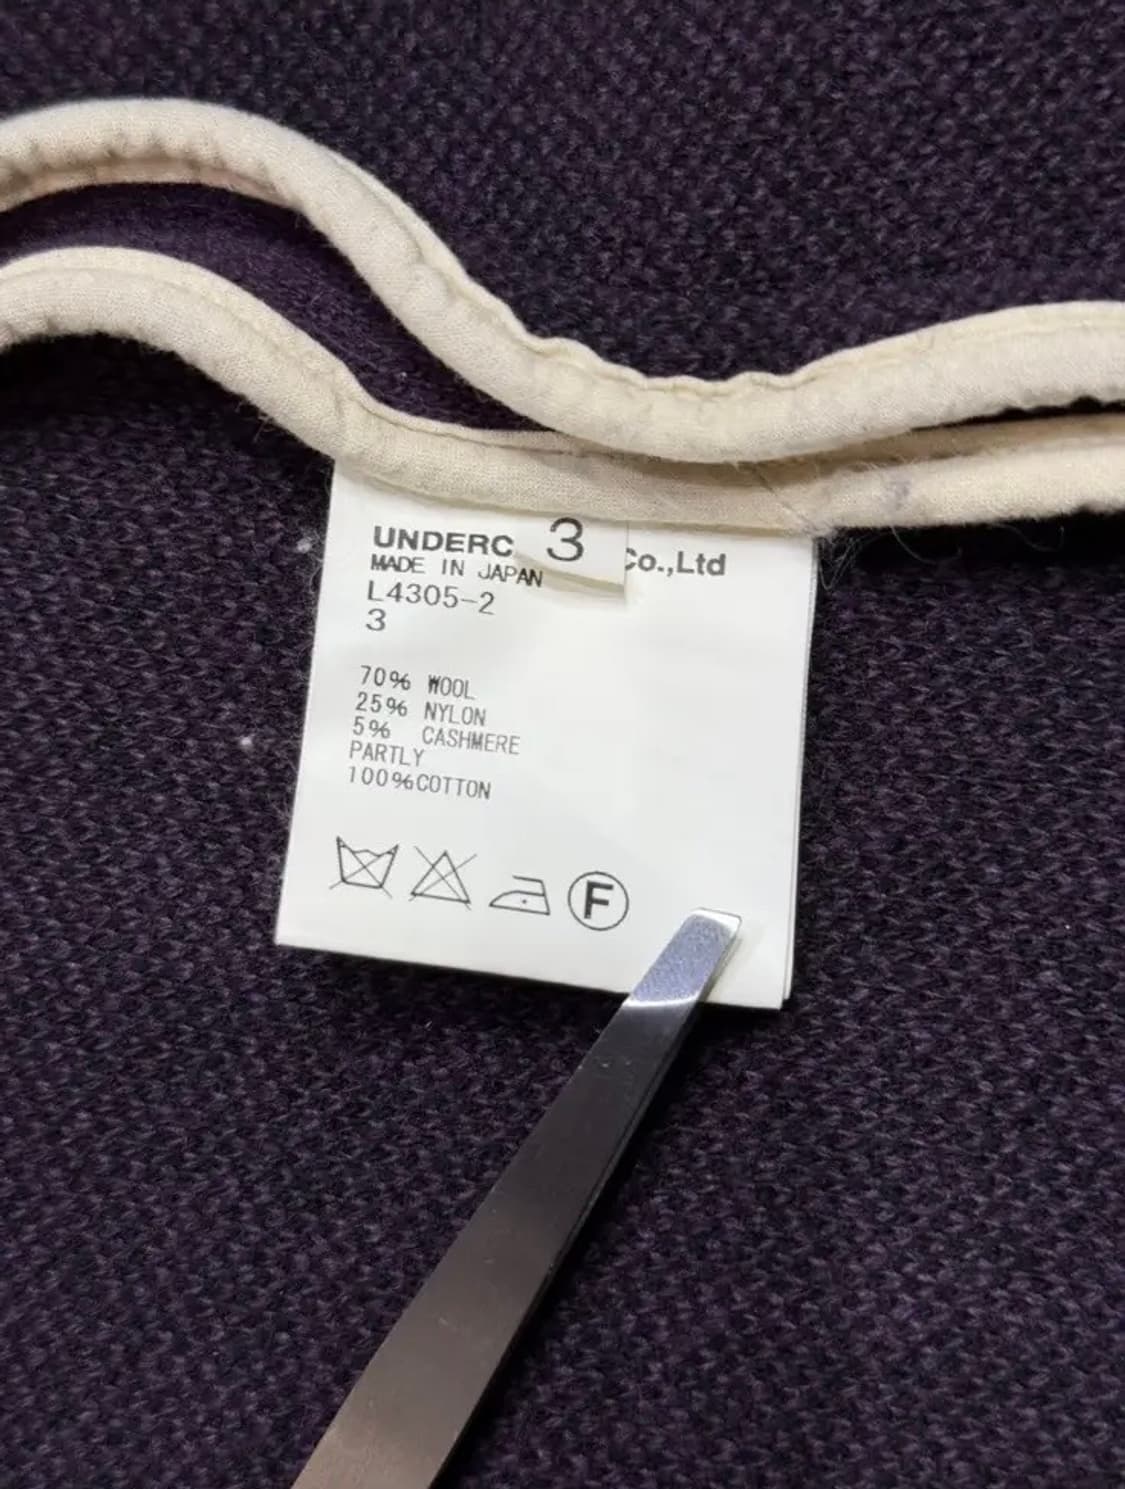 UNDERC 3 Co.,Ltd
MADE IN JAPAN
L4305-2
3
70% WOOL
25% NYLON
5% CASHMERE
PARTLY
100%COTTON
F